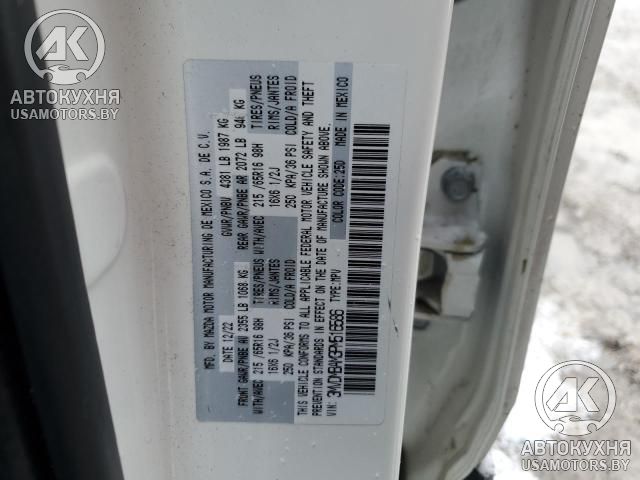 АК
АВТОКУХНЯ
USAMOTORS.BY
MFD. BY MAZDA MOTOR MANUFACTURING DE MEXICO S.A. DE C.V.
DATE 12/22 GVWR/PNBV 4381 LB 1987 KG
FRONT GAWR/PNBE AV 2355 LB 1068 KG REAR GAWR/PNBE AR 2072 LB 940 KG
WITH/AVEC 215 /65R16 98H TIRES/PNEUS WITH/AVEC 215 /65R16 98H TIRES/PNEUS
16X6 1/2J RIMS/JANTES 16X6 1/2J RIMS/JANTES
250 KPA/36 PSI COLD/A FROID 250 KPA/36 PSI COLD/A FROID
THIS VEHICLE CONFORMS TO ALL APPLICABLE FEDERAL MOTOR VEHICLE SAFETY AND THEFT
PREVENTION STANDARDS IN EFFECT ON THE DATE OF MANUFACTURE SHOWN ABOVE.
VIN: TYPE:MPV COLOR CODE:25D MADE IN MEXICO
АК
АВТОКУХНЯ
USAMOTORS.BY